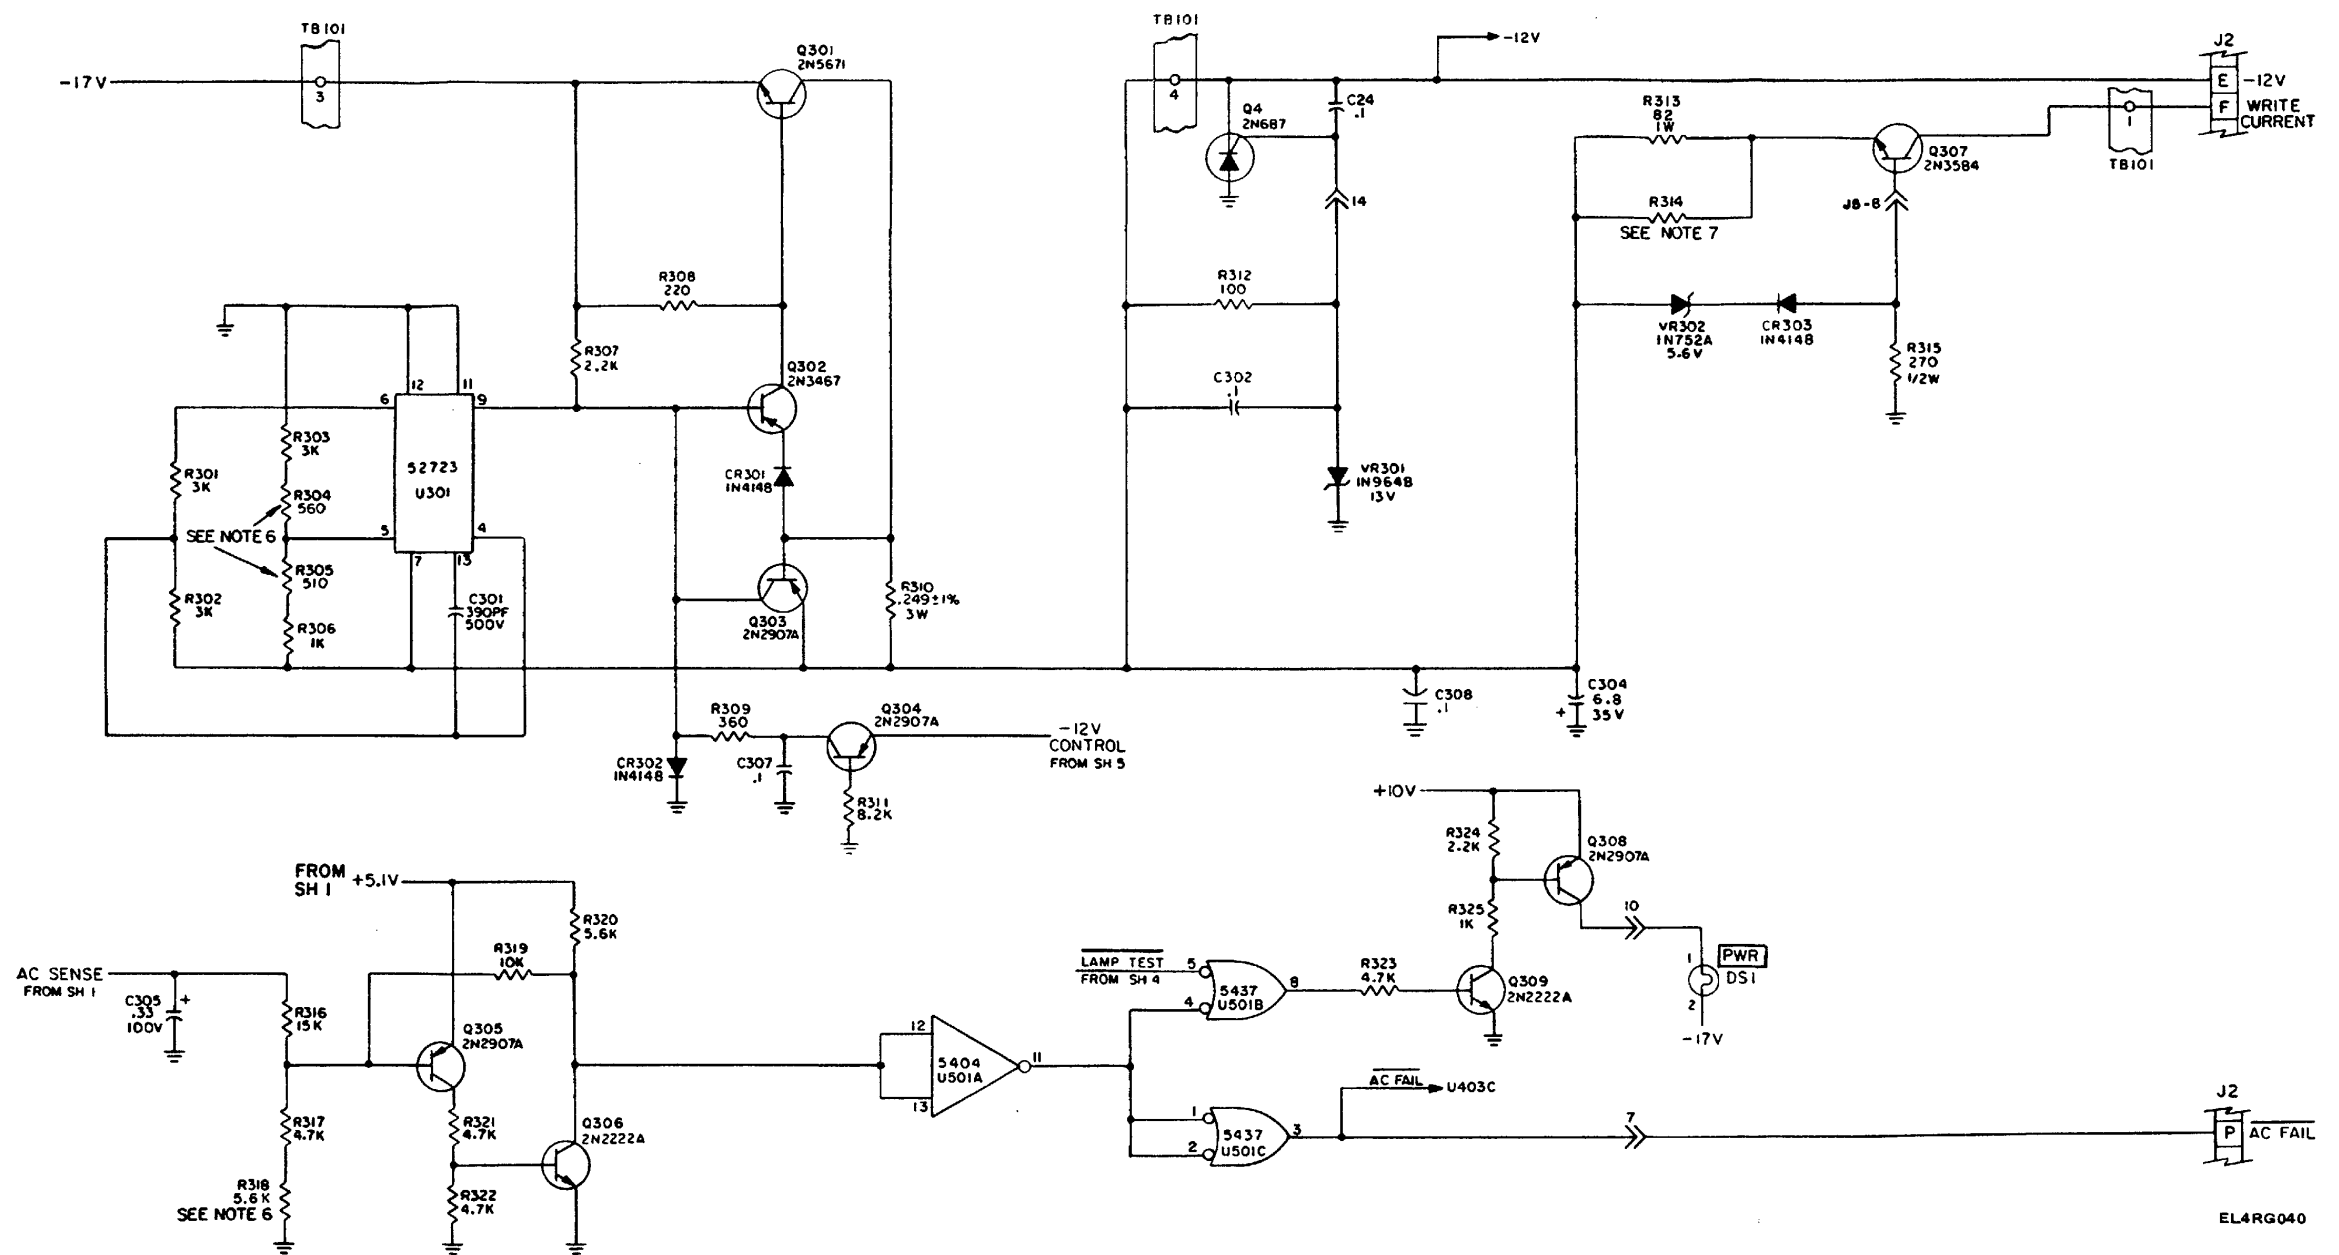 TB101
-17V
3
Q301
2N5671
TB101
4
-12V
J2
E
-12V
F
WRITE
CURRENT
1
TB101
Q4
2N687
C24
.1
14
R313
82
1W
Q307
2N3584
R314
SEE NOTE 7
J8-8
R308
220
R312
100
VR302
1N752A
5.6V
CR303
1N4148
R315
270
1/2W
R307
2.2K
Q302
2N3467
C302
.1
12
11
6
9
R303
3K
R301
3K
52723
U301
R304
560
CR301
1N4148
VR301
1N964B
13V
SEE NOTE 6
5
4
7
13
R305
510
R302
3K
R306
1K
C301
390PF
500V
Q303
2N2907A
R310
.249±1%
3W
C308
.1
C304
6.8
35V
+
R309
360
Q304
2N2907A
-12V
CONTROL
FROM SH 5
CR302
1N4148
C307
.1
R311
8.2K
+10V
R324
2.2K
Q308
2N2907A
FROM
SH 1
+5.1V
R320
5.6K
R325
1K
10
R319
10K
AC SENSE
FROM SH 1
C305
.33
100V
+
R316
15K
LAMP TEST
FROM SH 4
5
4
5437
U501B
8
R323
4.7K
Q309
2N2222A
1
PWR
DS1
2
-17V
Q305
2N2907A
12
5404
U501A
13
11
AC FAIL
U403C
R317
4.7K
R321
4.7K
Q306
2N2222A
1
2
5437
U501C
3
7
J2
P
AC FAIL
R318
5.6K
SEE NOTE 6
R322
4.7K
EL4RG040